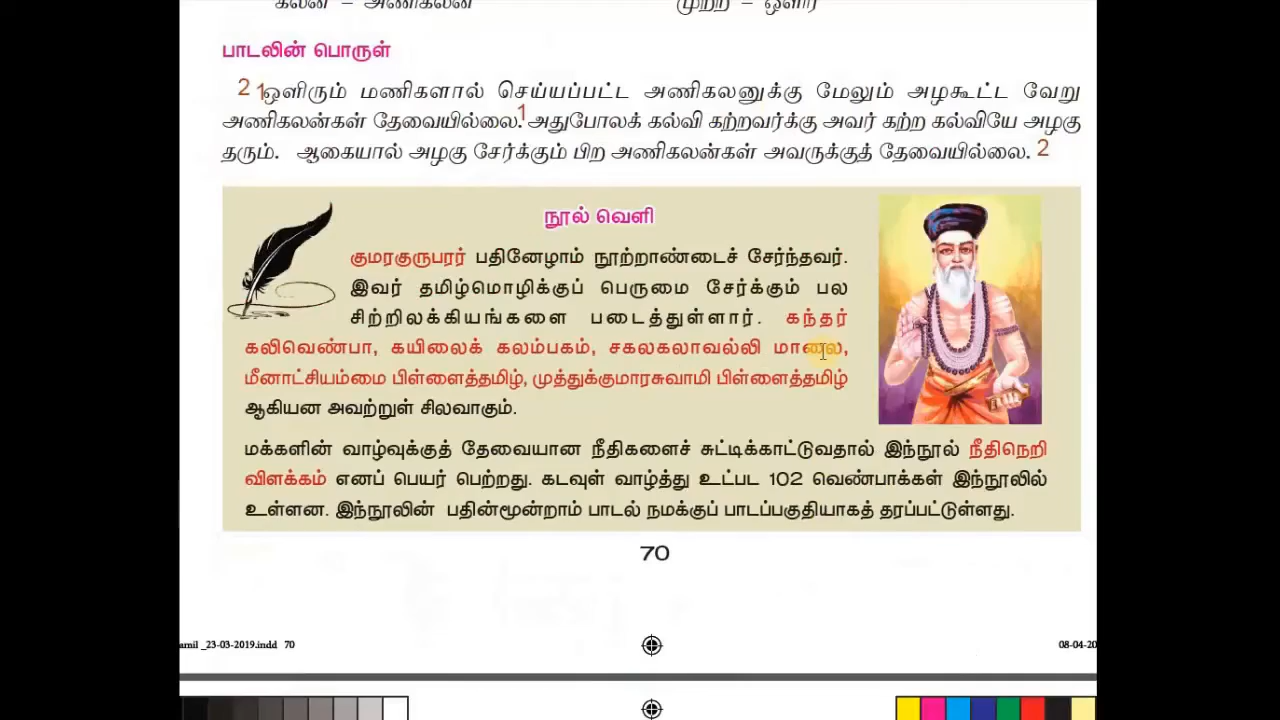 கலன் – அணிகலன் முற்ற – ஒளிர
பாடலின் பொருள்
2 1ஒளிரும் மணிகளால் செய்யப்பட்ட அணிகலனுக்கு மேலும் அழகூட்ட வேறு
அணிகலன்கள் தேவையில்லை.1 அதுபோலக் கல்வி கற்றவர்க்கு அவர் கற்ற கல்வியே அழகு
தரும். ஆகையால் அழகு சேர்க்கும் பிற அணிகலன்கள் அவருக்குத் தேவையில்லை. 2
நூல் வெளி
குமரகுருபரர் பதினேழாம் நூற்றாண்டைச் சேர்ந்தவர்.
இவர் தமிழ்மொழிக்குப் பெருமை சேர்க்கும் பல
சிற்றிலக்கியங்களை படைத்துள்ளார். கந்தர்
கலிவெண்பா, கயிலைக் கலம்பகம், சகலகலாவல்லி மாலை,
மீனாட்சியம்மை பிள்ளைத்தமிழ், முத்துக்குமாரசுவாமி பிள்ளைத்தமிழ்
ஆகியன அவற்றுள் சிலவாகும்.
மக்களின் வாழ்வுக்குத் தேவையான நீதிகளைச் சுட்டிக்காட்டுவதால் இந்நூல் நீதிநெறி
விளக்கம் எனப் பெயர் பெற்றது. கடவுள் வாழ்த்து உட்பட 102 வெண்பாக்கள் இந்நூலில்
உள்ளன. இந்நூலின் பதின்மூன்றாம் பாடல் நமக்குப் பாடப்பகுதியாகத் தரப்பட்டுள்ளது.
70
amil _23-03-2019.indd 70 08-04-20